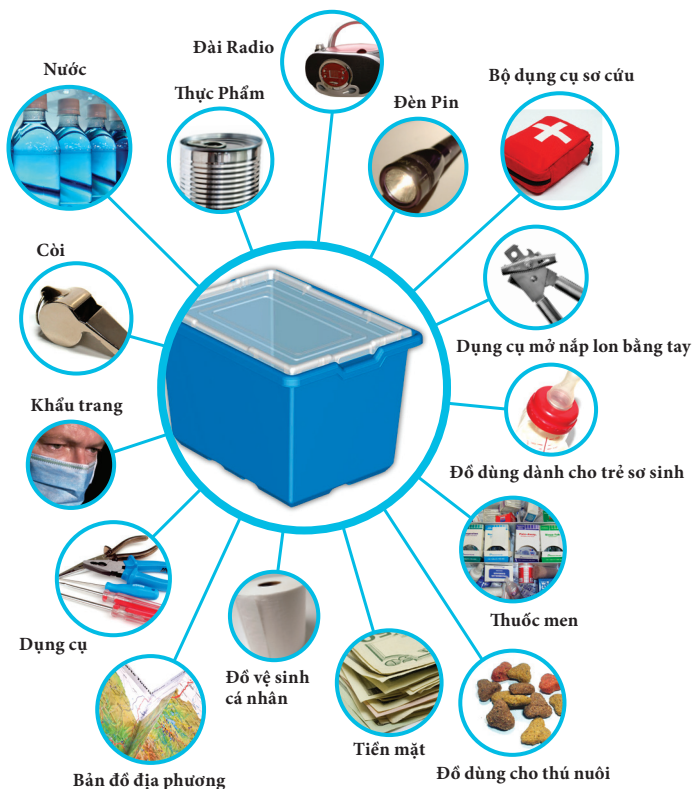 Đài Radio
Nước
Thực Phẩm
Đèn Pin
Bộ dụng cụ sơ cứu
Còi
Dụng cụ mở nắp lon bằng tay
Khẩu trang
Đồ dùng dành cho trẻ sơ sinh
Thuốc men
Dụng cụ
Đồ vệ sinh
cá nhân
Tiền mặt
Đồ dùng cho thú nuôi
Bản đồ địa phương